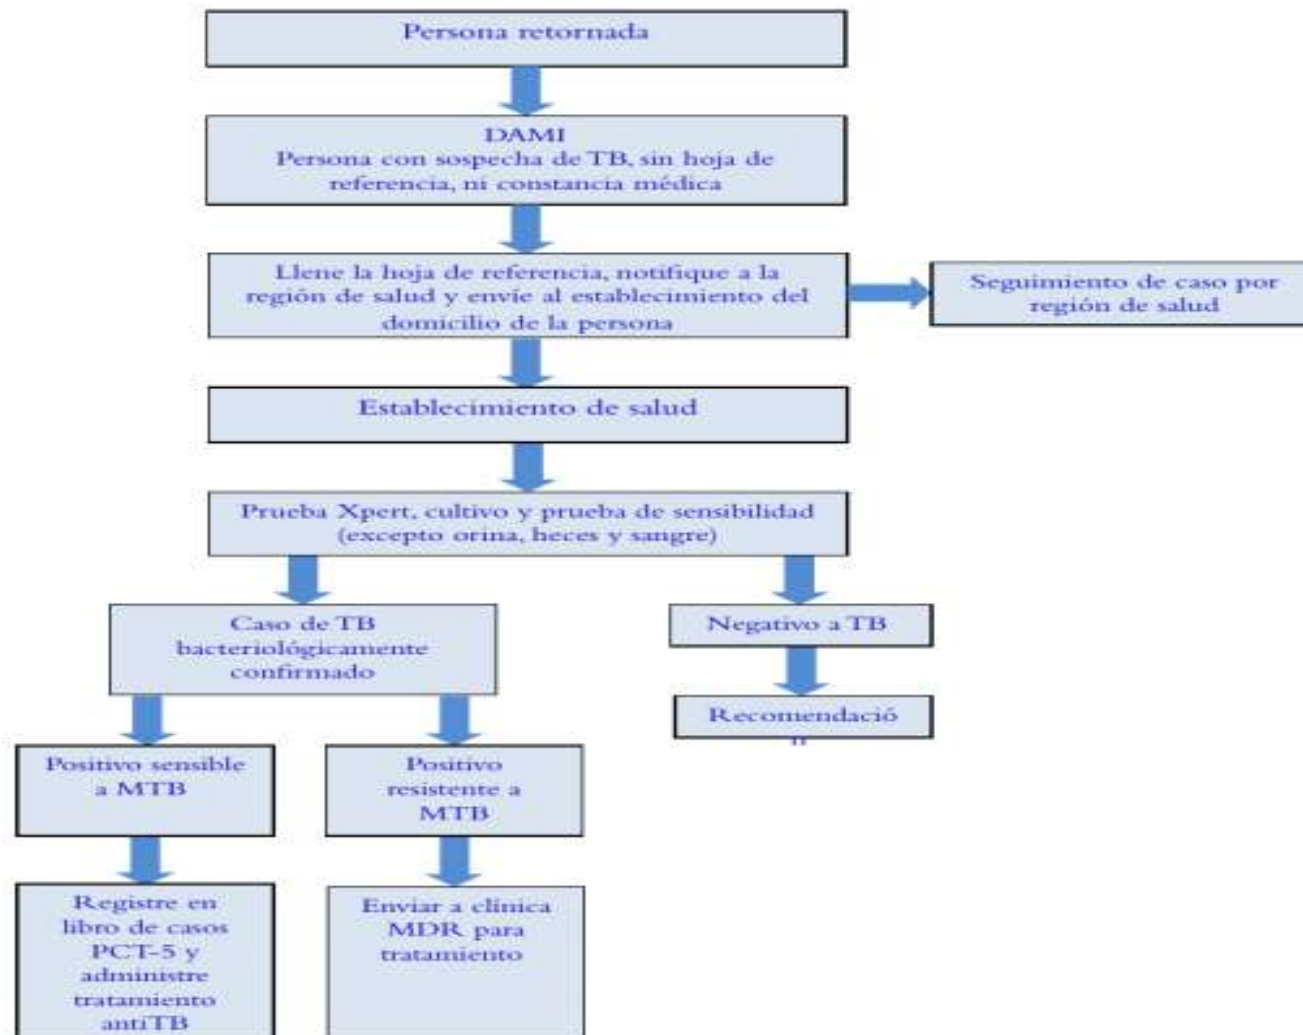 Persona retornada
DAMI
Persona con sospecha de TB, sin hoja de
referencia, ni constancia médica
Llene la hoja de referencia, notifique a la
región de salud y envíe al establecimiento del
domicilio de la persona
Seguimiento de caso por
región de salud
Establecimiento de salud
Prueba Xpert, cultivo y prueba de sensibilidad
(excepto orina, heces y sangre)
Caso de TB
bacteriológicamente
confirmado
Negativo a TB
Recomendació
n
Positivo sensible
a MTB
Positivo
resistente a
MTB
Registre en
libro de casos
PCT-5 y
administre
tratamiento
antiTB
Enviar a clínica
MDR para
tratamiento